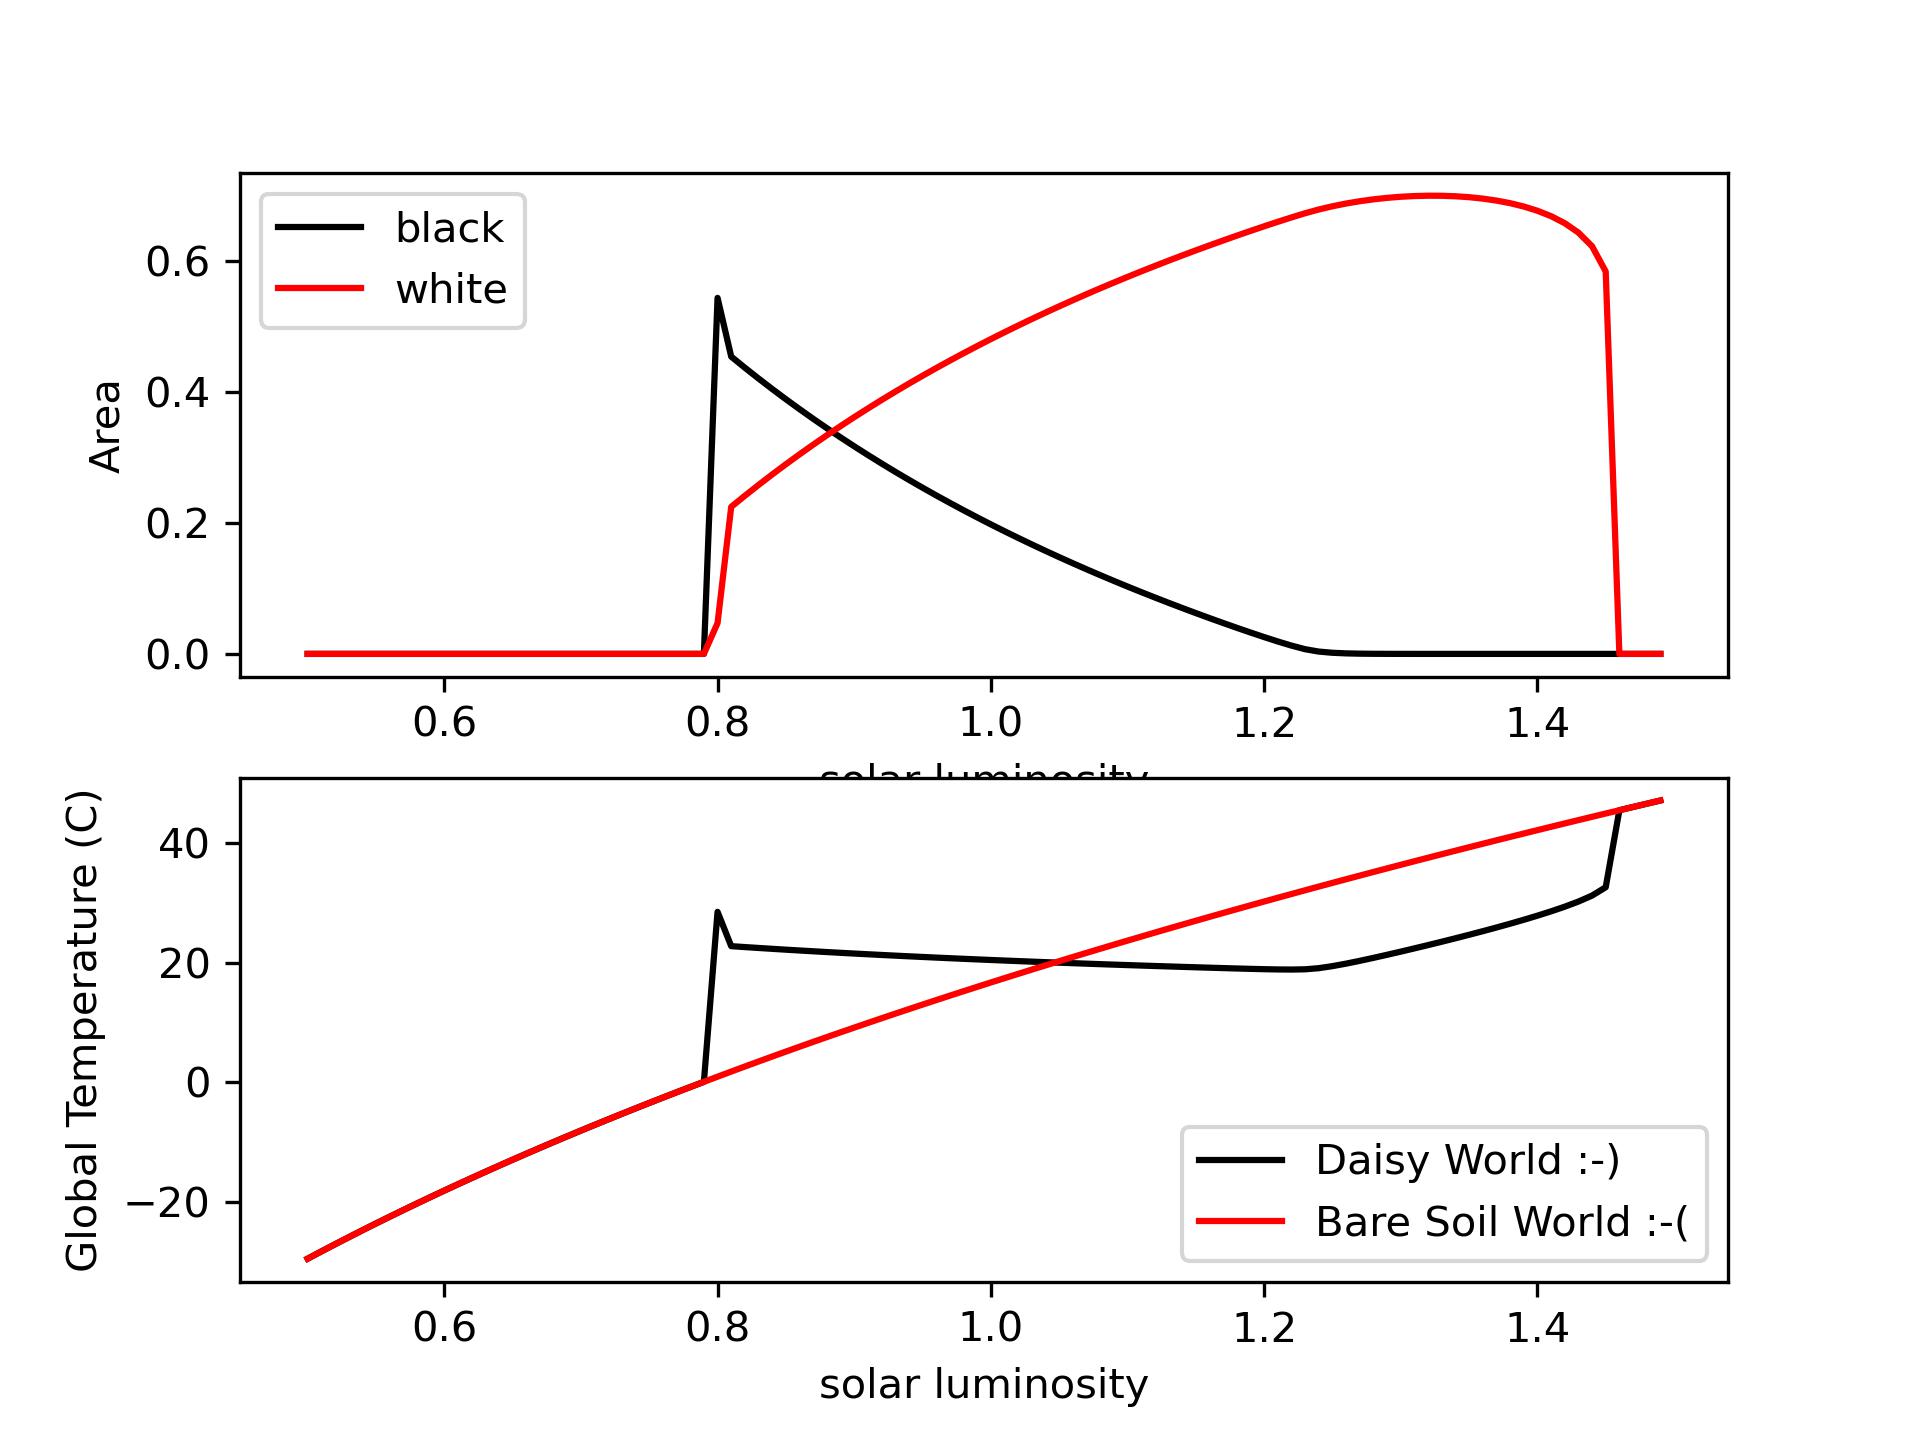 black
white
0.6
0.4
0.2
0.0
Area
0.6 0.8 1.0 1.2 1.4
solar luminosity
40
20
0
−20
Global Temperature (C)
Daisy World :-)
Bare Soil World :-(
0.6 0.8 1.0 1.2 1.4
solar luminosity